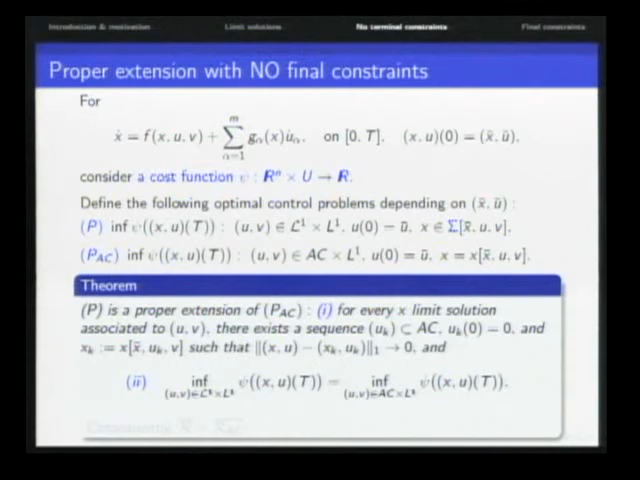 Introduction & motivation Limit solutions No terminal constraints Final constraints
Proper extension with NO final constraints
For
ẋ = f(x, u, v) + ∑_{α=1}^{m} g_α(x)u̇_α, on [0, T], (x, u)(0) = (x̄, ū),
consider a cost function ψ : R^n × U → R.
Define the following optimal control problems depending on (x̄, ū) :
(P) inf ψ((x, u)(T)) : (u, v) ∈ L^1 × L^1, u(0) = ū, x ∈ Σ[x̄, u, v].
(P_AC) inf ψ((x, u)(T)) : (u, v) ∈ AC × L^1, u(0) = ū, x = x[x̄, u, v].
Theorem
(P) is a proper extension of (P_AC) : (i) for every x limit solution
associated to (u, v), there exists a sequence (u_k) ⊂ AC, u_k(0) = 0, and
x_k := x[x̄, u_k, v] such that ‖(x, u) − (x_k, u_k)‖_1 → 0, and
(ii) inf_{(u,v)∈L^1×L^1} ψ((x, u)(T)) = inf_{(u,v)∈AC×L^1} ψ((x, u)(T)).